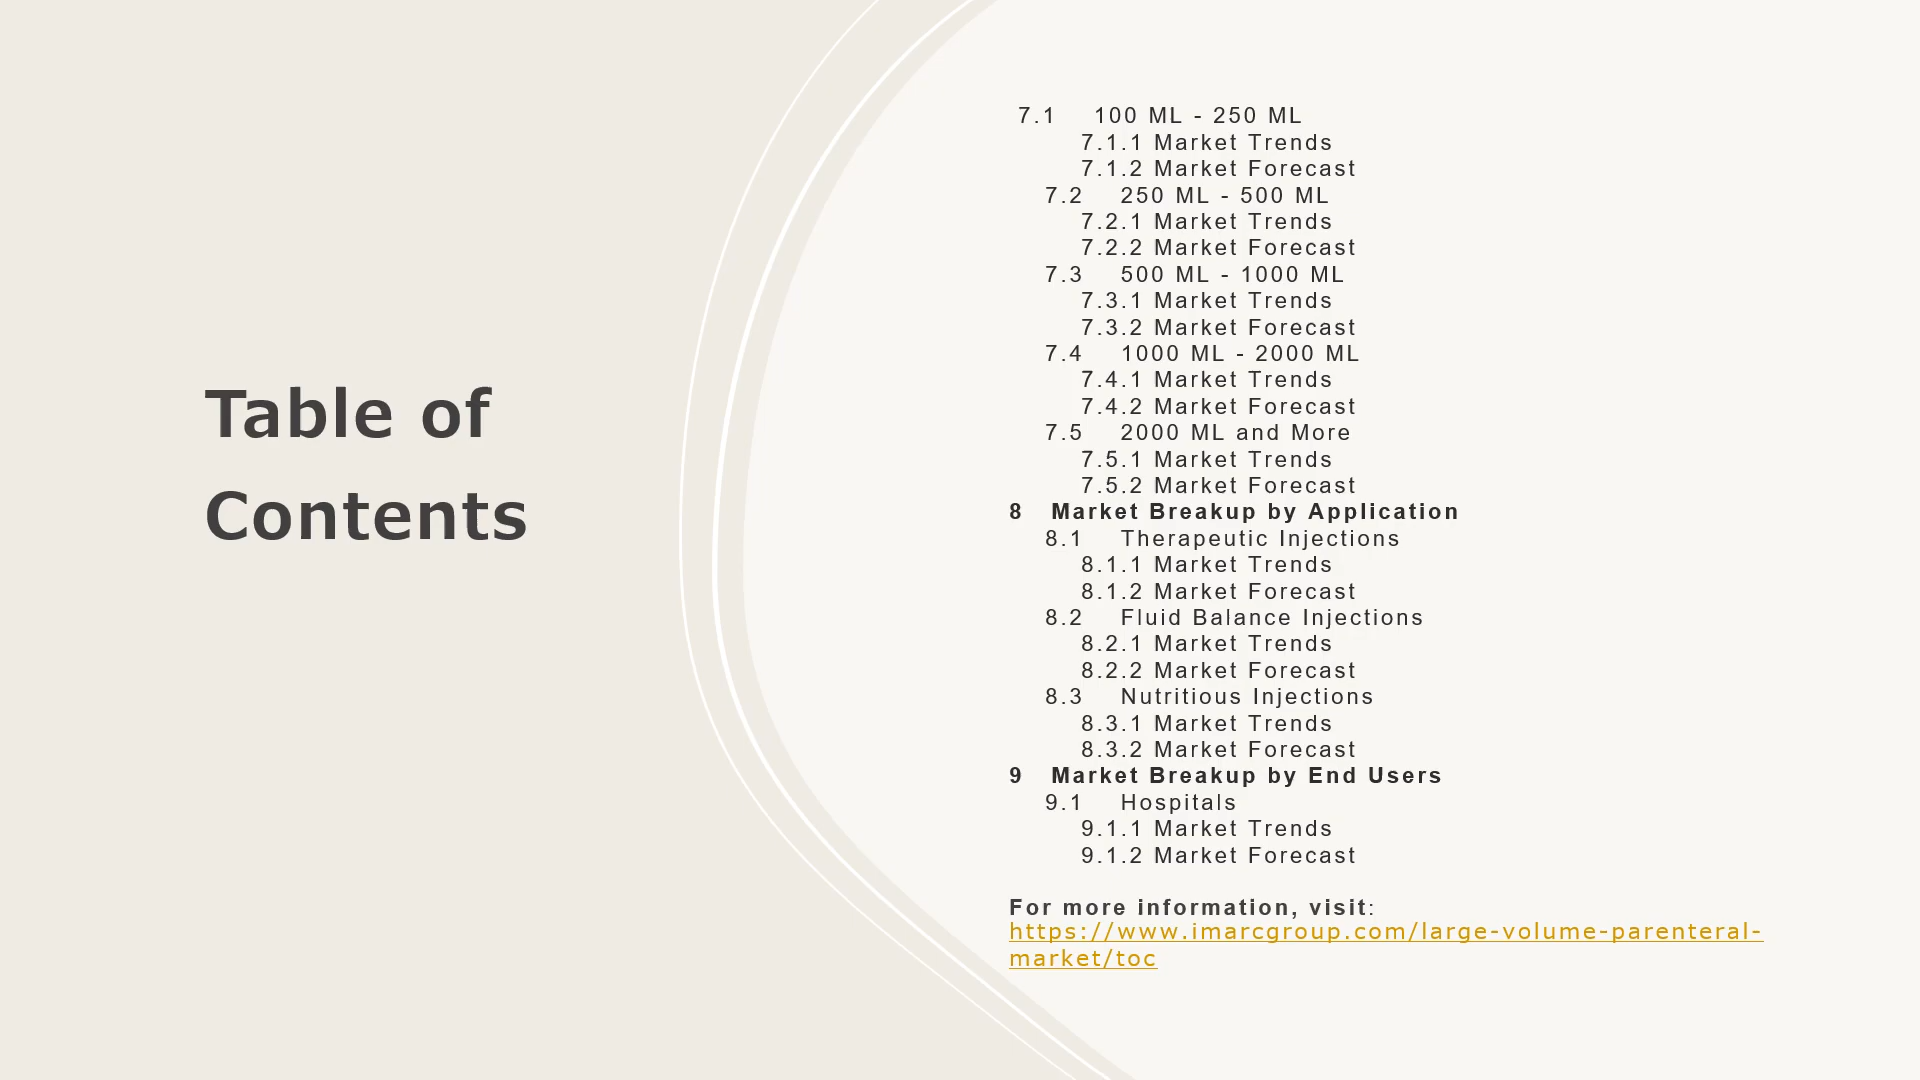 Table of
Contents
7.1 100 ML - 250 ML
7.1.1 Market Trends
7.1.2 Market Forecast
7.2 250 ML - 500 ML
7.2.1 Market Trends
7.2.2 Market Forecast
7.3 500 ML - 1000 ML
7.3.1 Market Trends
7.3.2 Market Forecast
7.4 1000 ML - 2000 ML
7.4.1 Market Trends
7.4.2 Market Forecast
7.5 2000 ML and More
7.5.1 Market Trends
7.5.2 Market Forecast
8 Market Breakup by Application
8.1 Therapeutic Injections
8.1.1 Market Trends
8.1.2 Market Forecast
8.2 Fluid Balance Injections
8.2.1 Market Trends
8.2.2 Market Forecast
8.3 Nutritious Injections
8.3.1 Market Trends
8.3.2 Market Forecast
9 Market Breakup by End Users
9.1 Hospitals
9.1.1 Market Trends
9.1.2 Market Forecast
For more information, visit:
https://www.imarcgroup.com/large-volume-parenteral-
market/toc